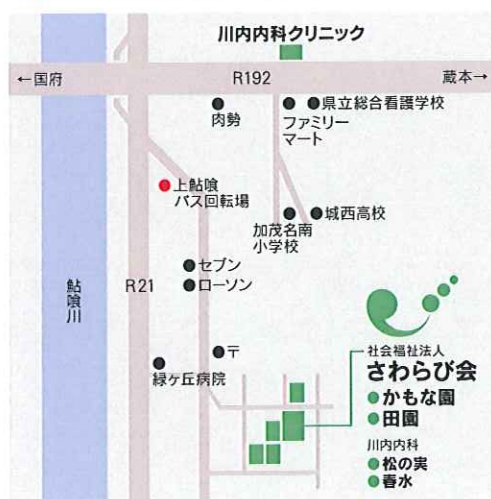 川内内科クリニック
←国府
R192
蔵本→
肉勢
ファミリー
マート
県立総合看護学校
上鮎喰
バス回転場
加茂名南
小学校
城西高校
セブン
ローソン
R21
鮎喰川
〒
緑ヶ丘病院
社会福祉法人
さわらび会
かもな園
田園
川内内科
松の実
春水